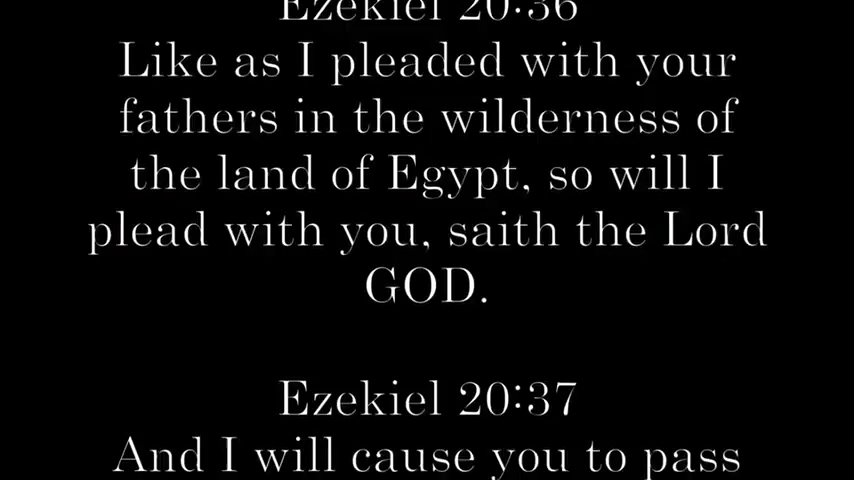 Ezekiel 20:36
Like as I pleaded with your
fathers in the wilderness of
the land of Egypt, so will I
plead with you, saith the Lord
GOD.
Ezekiel 20:37
And I will cause you to pass